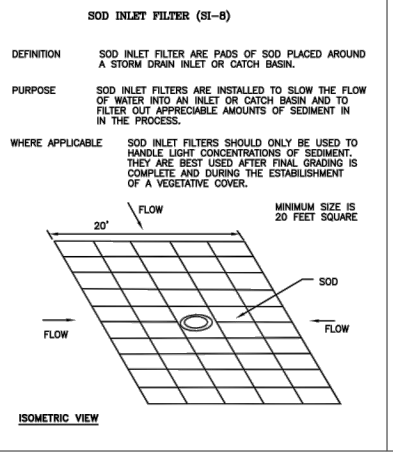 SOD INLET FILTER (SI-8)
DEFINITION SOD INLET FILTER ARE PADS OF SOD PLACED AROUND
A STORM DRAIN INLET OR CATCH BASIN.
PURPOSE SOD INLET FILTERS ARE INSTALLED TO SLOW THE FLOW
OF WATER INTO AN INLET OR CATCH BASIN AND TO
FILTER OUT APPRECIABLE AMOUNTS OF SEDIMENT IN
IN THE PROCESS.
WHERE APPLICABLE SOD INLET FILTERS SHOULD ONLY BE USED TO
HANDLE LIGHT CONCENTRATIONS OF SEDIMENT.
THEY ARE BEST USED AFTER FINAL GRADING IS
COMPLETE AND DURING THE ESTABILISHMENT
OF A VEGETATIVE COVER.
MINIMUM SIZE IS
20 FEET SQUARE
FLOW
20'
SOD
FLOW
FLOW
ISOMETRIC VIEW